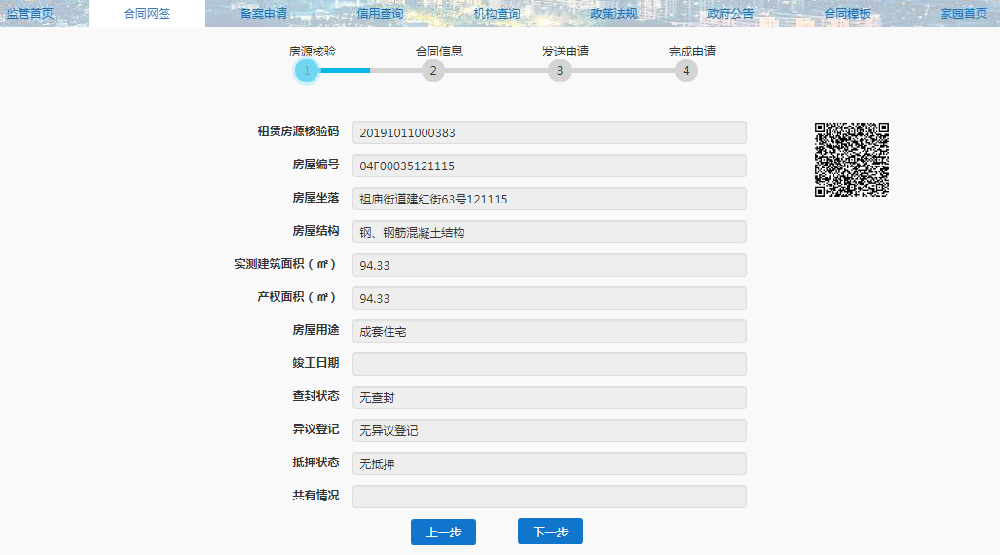 监管首页 合同网签 备案申请 信用查询 机构查询 政策法规 政府公告 合同模板 家园首页
房源核验 合同信息 发送申请 完成申请
1 2 3 4
租赁房源核验码 20191011000383
房屋编号 04F00035121115
房屋坐落 祖庙街道建红街63号121115
房屋结构 钢、钢筋混凝土结构
实测建筑面积（㎡） 94.33
产权面积（㎡） 94.33
房屋用途 成套住宅
竣工日期
查封状态 无查封
异议登记 无异议登记
抵押状态 无抵押
共有情况
上一步 下一步